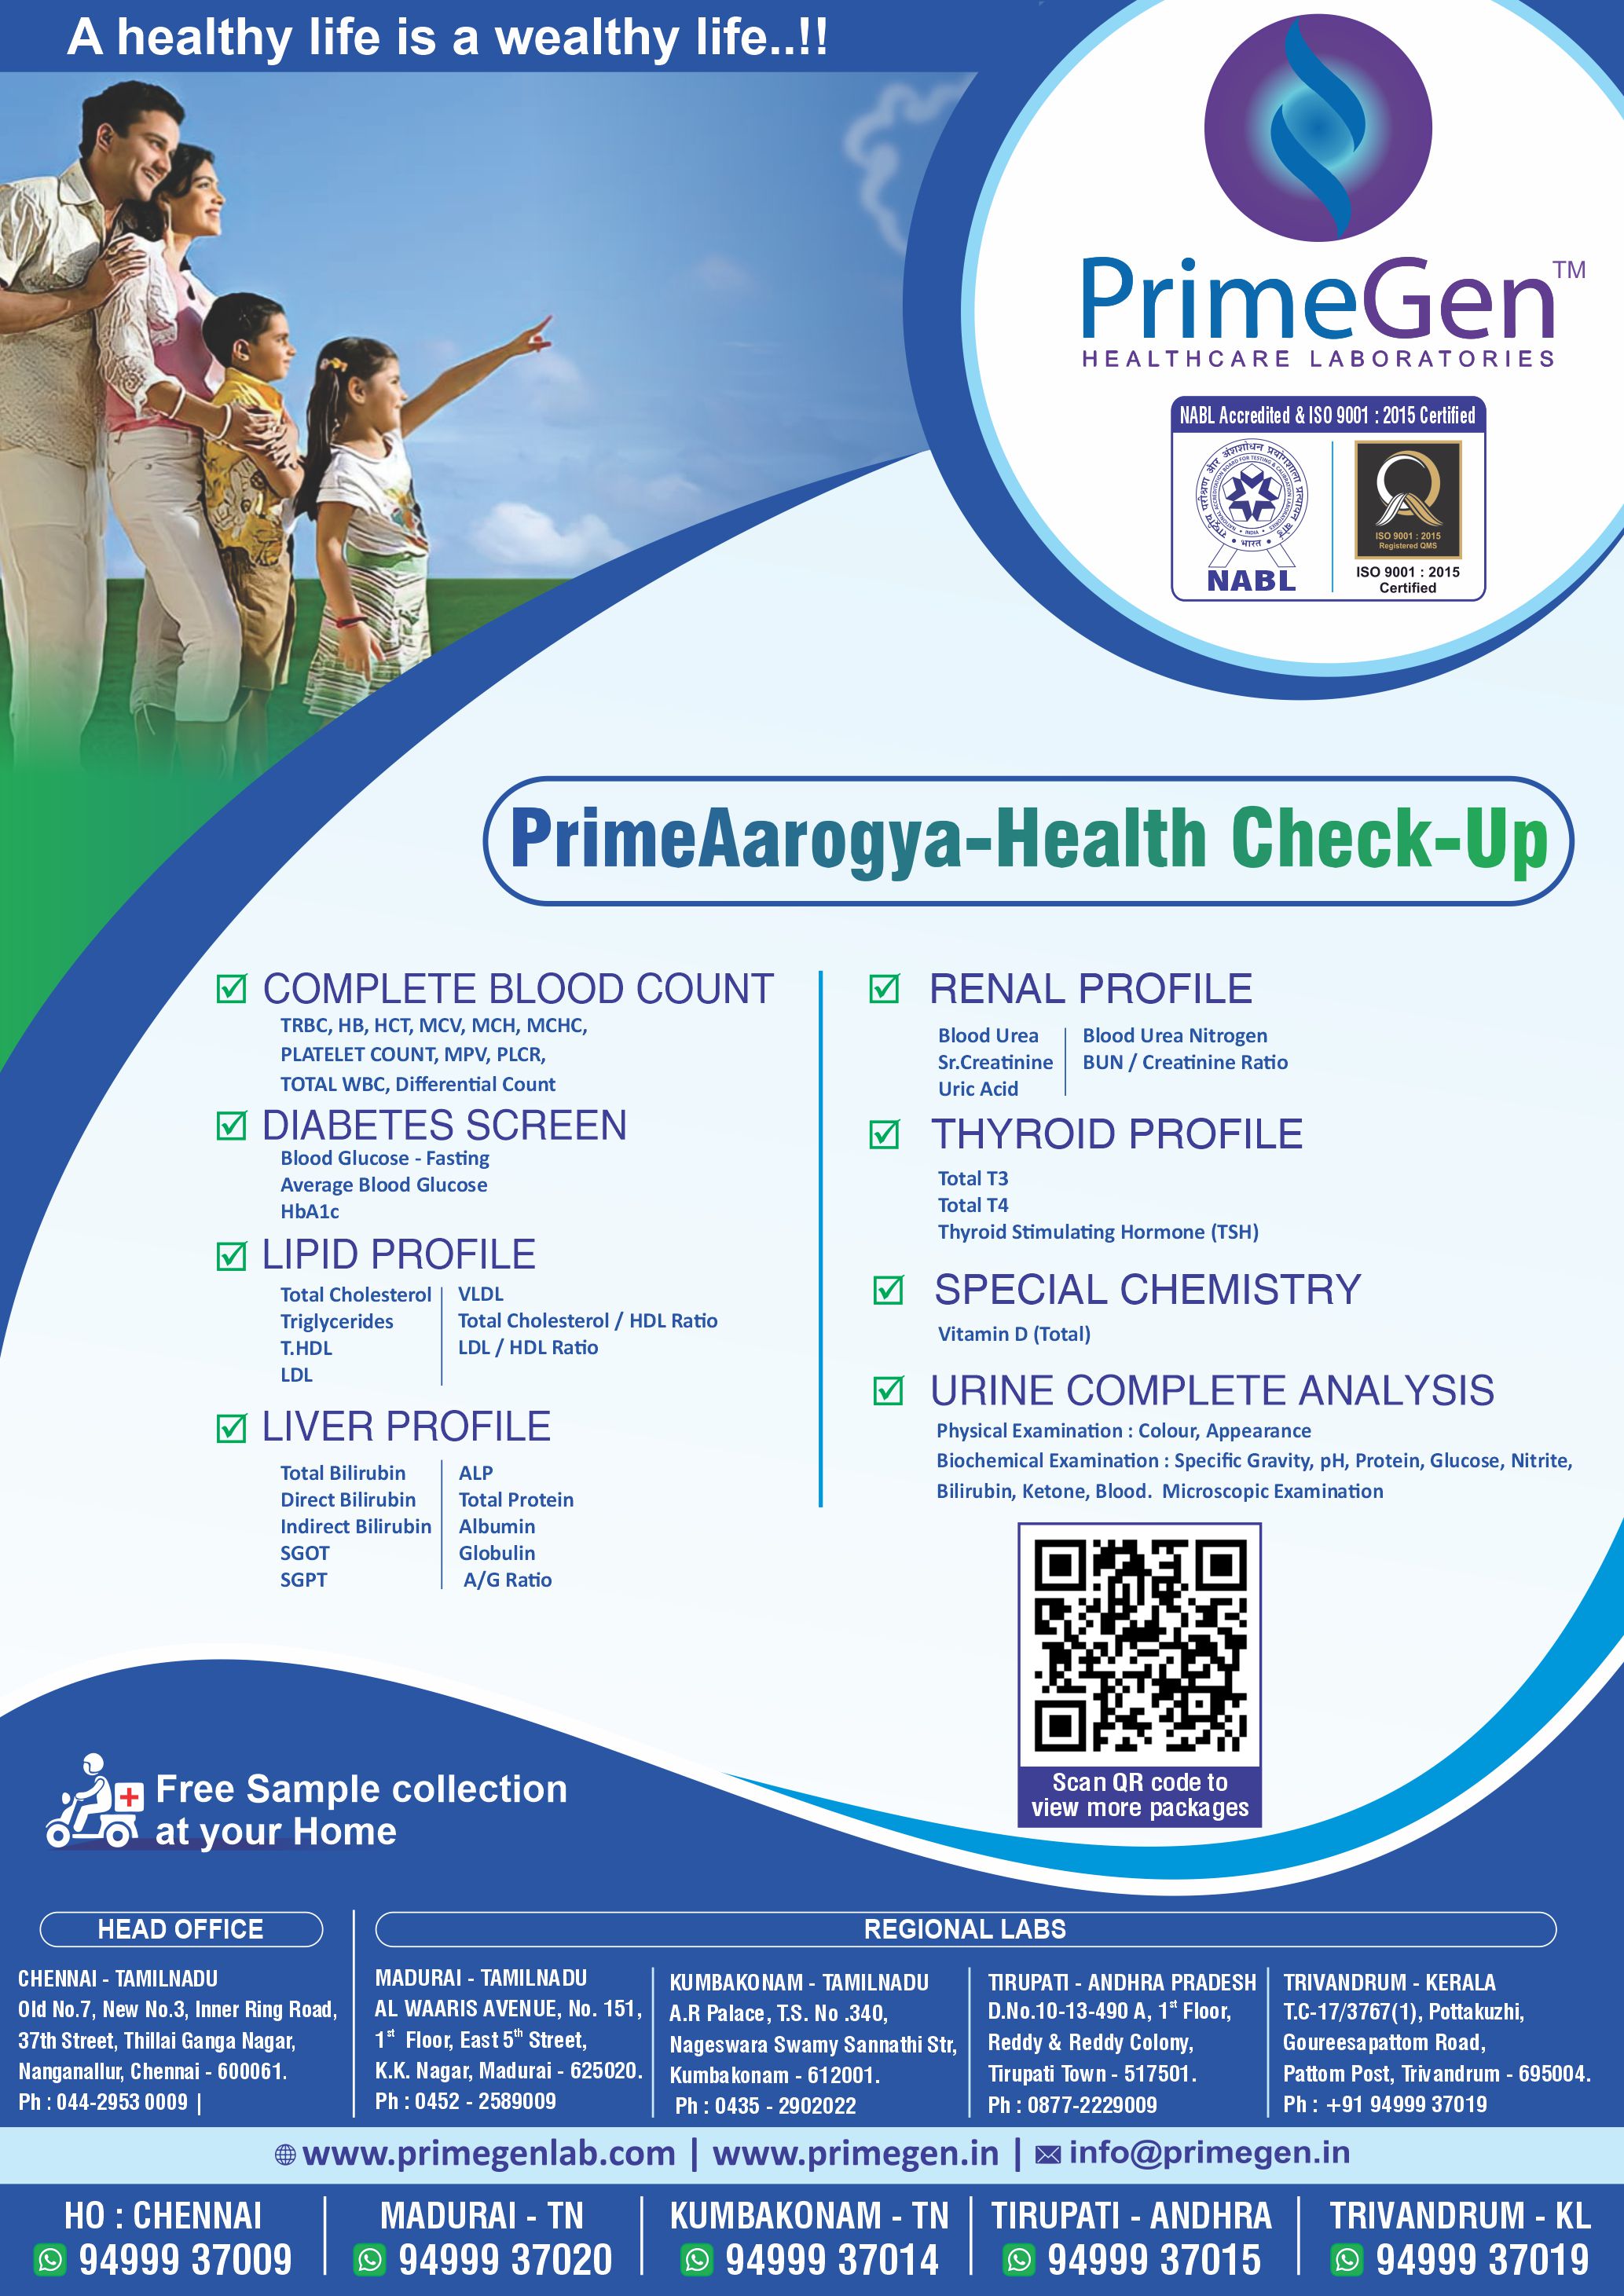 A healthy life is a wealthy life..!!
PrimeGen™
HEALTHCARE LABORATORIES
NABL Accredited & ISO 9001 : 2015 Certified
NABL
ISO 9001 : 2015
Registered QMS
ISO 9001 : 2015
Certified
PrimeAarogya-Health Check-Up
COMPLETE BLOOD COUNT
TRBC, HB, HCT, MCV, MCH, MCHC,
PLATELET COUNT, MPV, PLCR,
TOTAL WBC, Differential Count
DIABETES SCREEN
Blood Glucose - Fasting
Average Blood Glucose
HbA1c
LIPID PROFILE
Total Cholesterol
Triglycerides
T.HDL
LDL
VLDL
Total Cholesterol / HDL Ratio
LDL / HDL Ratio
LIVER PROFILE
Total Bilirubin
Direct Bilirubin
Indirect Bilirubin
SGOT
SGPT
ALP
Total Protein
Albumin
Globulin
A/G Ratio
RENAL PROFILE
Blood Urea
Sr.Creatinine
Uric Acid
Blood Urea Nitrogen
BUN / Creatinine Ratio
THYROID PROFILE
Total T3
Total T4
Thyroid Stimulating Hormone (TSH)
SPECIAL CHEMISTRY
Vitamin D (Total)
URINE COMPLETE ANALYSIS
Physical Examination : Colour, Appearance
Biochemical Examination : Specific Gravity, pH, Protein, Glucose, Nitrite,
Bilirubin, Ketone, Blood. Microscopic Examination
Scan QR code to
view more packages
Free Sample collection
at your Home
HEAD OFFICE
CHENNAI - TAMILNADU
Old No.7, New No.3, Inner Ring Road,
37th Street, Thillai Ganga Nagar,
Nanganallur, Chennai - 600061.
Ph : 044-2953 0009 |
REGIONAL LABS
MADURAI - TAMILNADU
AL WAARIS AVENUE, No. 151,
1st Floor, East 5th Street,
K.K. Nagar, Madurai - 625020.
Ph : 0452 - 2589009
KUMBAKONAM - TAMILNADU
A.R Palace, T.S. No .340,
Nageswara Swamy Sannathi Str,
Kumbakonam - 612001.
Ph : 0435 - 2902022
TIRUPATI - ANDHRA PRADESH
D.No.10-13-490 A, 1st Floor,
Reddy & Reddy Colony,
Tirupati Town - 517501.
Ph : 0877-2229009
TRIVANDRUM - KERALA
T.C-17/3767(1), Pottakuzhi,
Goureesapattom Road,
Pattom Post, Trivandrum - 695004.
Ph : +91 94999 37019
www.primegenlab.com | www.primegen.in | info@primegen.in
HO : CHENNAI
94999 37009
MADURAI - TN
94999 37020
KUMBAKONAM - TN
94999 37014
TIRUPATI - ANDHRA
94999 37015
TRIVANDRUM - KL
94999 37019